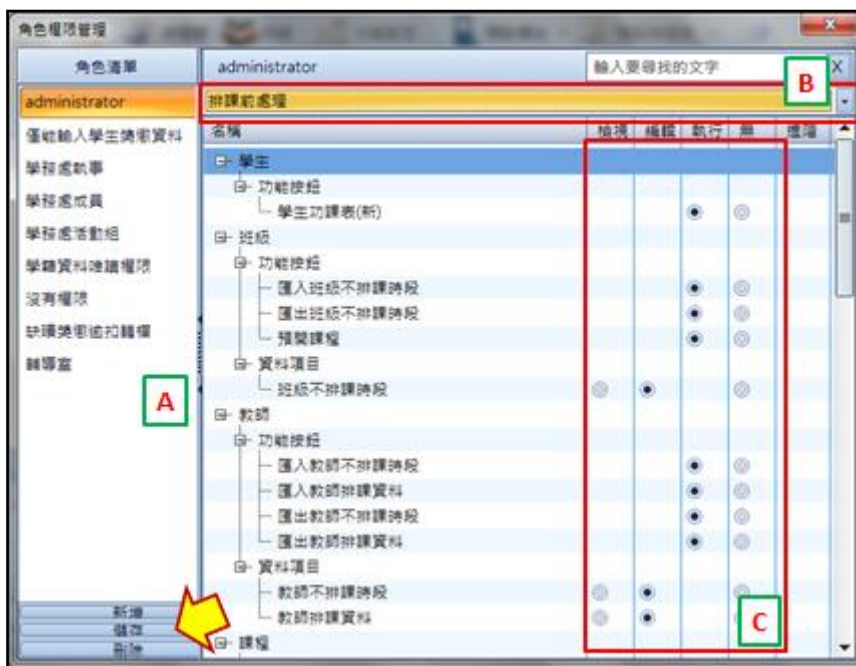 角色權限管理
角色清單
administrator
僅能輸入學生獎懲資料
學務處執事
學務處成員
學務處活動組
學籍資料唯讀權限
沒有權限
缺曠獎懲逾扣輔欄
輔導室
A
新增
儲存
刪除
administrator
輸入要尋找的文字
X
B
排課前處理
名稱 檢視 編輯 執行 無 進階
學生
功能按鈕
學生功課表(新)
班級
功能按鈕
匯入班級不排課時段
匯出班級不排課時段
預開課程
資料項目
班級不排課時段
教師
功能按鈕
匯入教師不排課時段
匯入教師排課資料
匯出教師不排課時段
匯出教師排課資料
資料項目
教師不排課時段
教師排課資料
C
課程